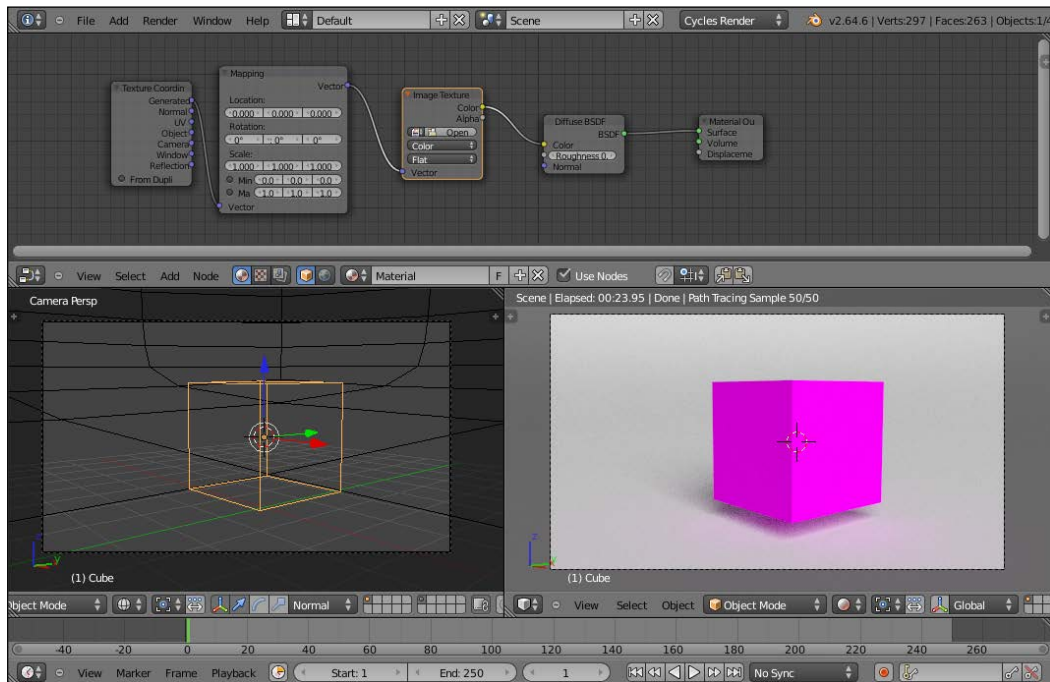 File Add Render Window Help Default Scene Cycles Render v2.64.6 | Verts:297 | Faces:263 | Objects:1/4
Texture Coordin
Generated
Normal
UV
Object
Camera
Window
Reflection
From Dupli
Mapping
Vector
Location:
0.000 0.000 0.000
Rotation:
0° 0° 0°
Scale:
1.000 1.000 1.000
Min 0.0 0.0 0.0
Ma 1.0 1.0 1.0
Vector
Image Texture
Color
Alpha
Open
Color
Flat
Vector
Diffuse BSDF
BSDF
Color
Roughness 0.
Normal
Material Ou
Surface
Volume
Displaceme
View Select Add Node Material F Use Nodes
Camera Persp
(1) Cube
Object Mode Normal
Scene | Elapsed: 00:23.95 | Done | Path Tracing Sample 50/50
(1) Cube
View Select Object Object Mode Global
-40 -20 0 20 40 60 80 100 120 140 160 180 200 220 240 260
View Marker Frame Playback Start: 1 End: 250 1 No Sync